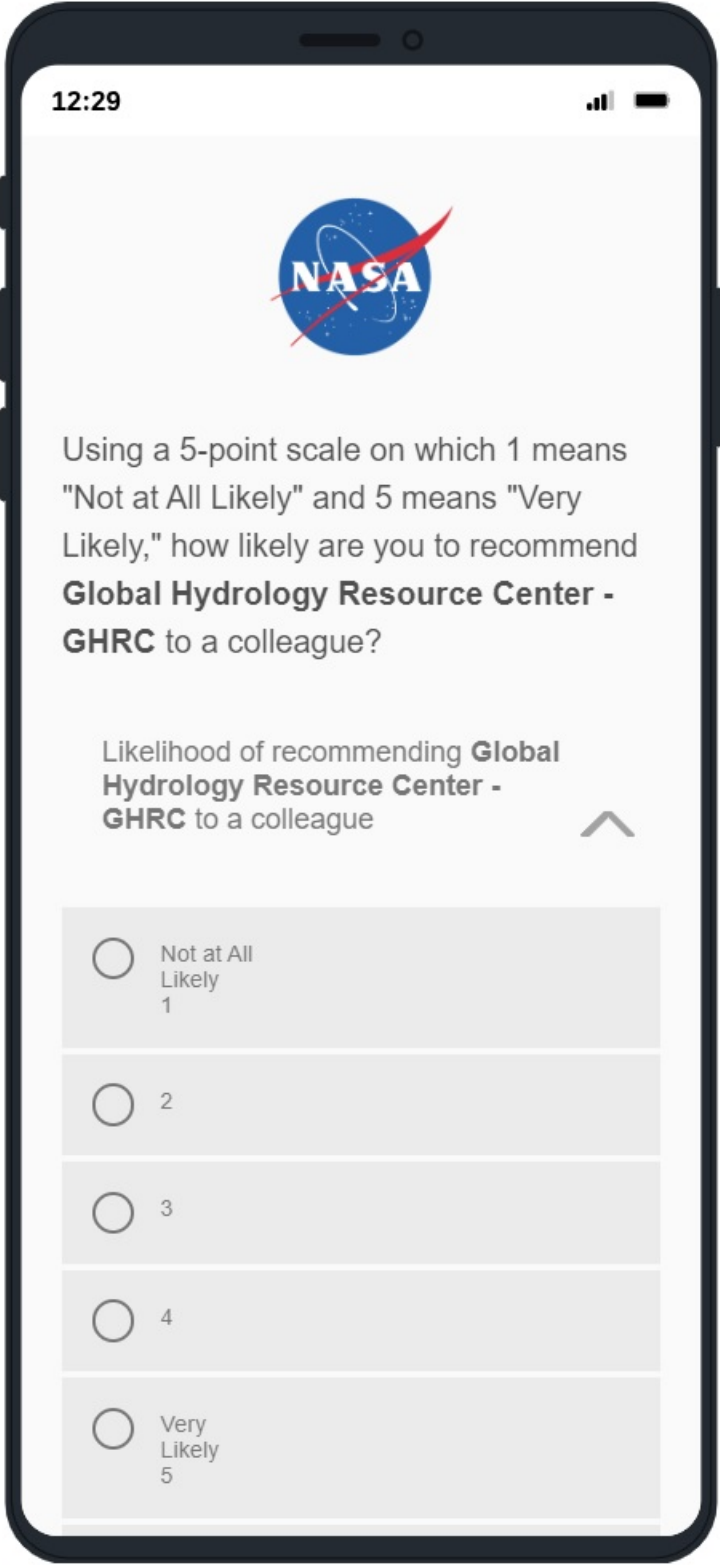 12:29
NASA
Using a 5-point scale on which 1 means
"Not at All Likely" and 5 means "Very
Likely," how likely are you to recommend
Global Hydrology Resource Center -
GHRC to a colleague?
Likelihood of recommending Global
Hydrology Resource Center -
GHRC to a colleague
Not at All
Likely
1
2
3
4
Very
Likely
5